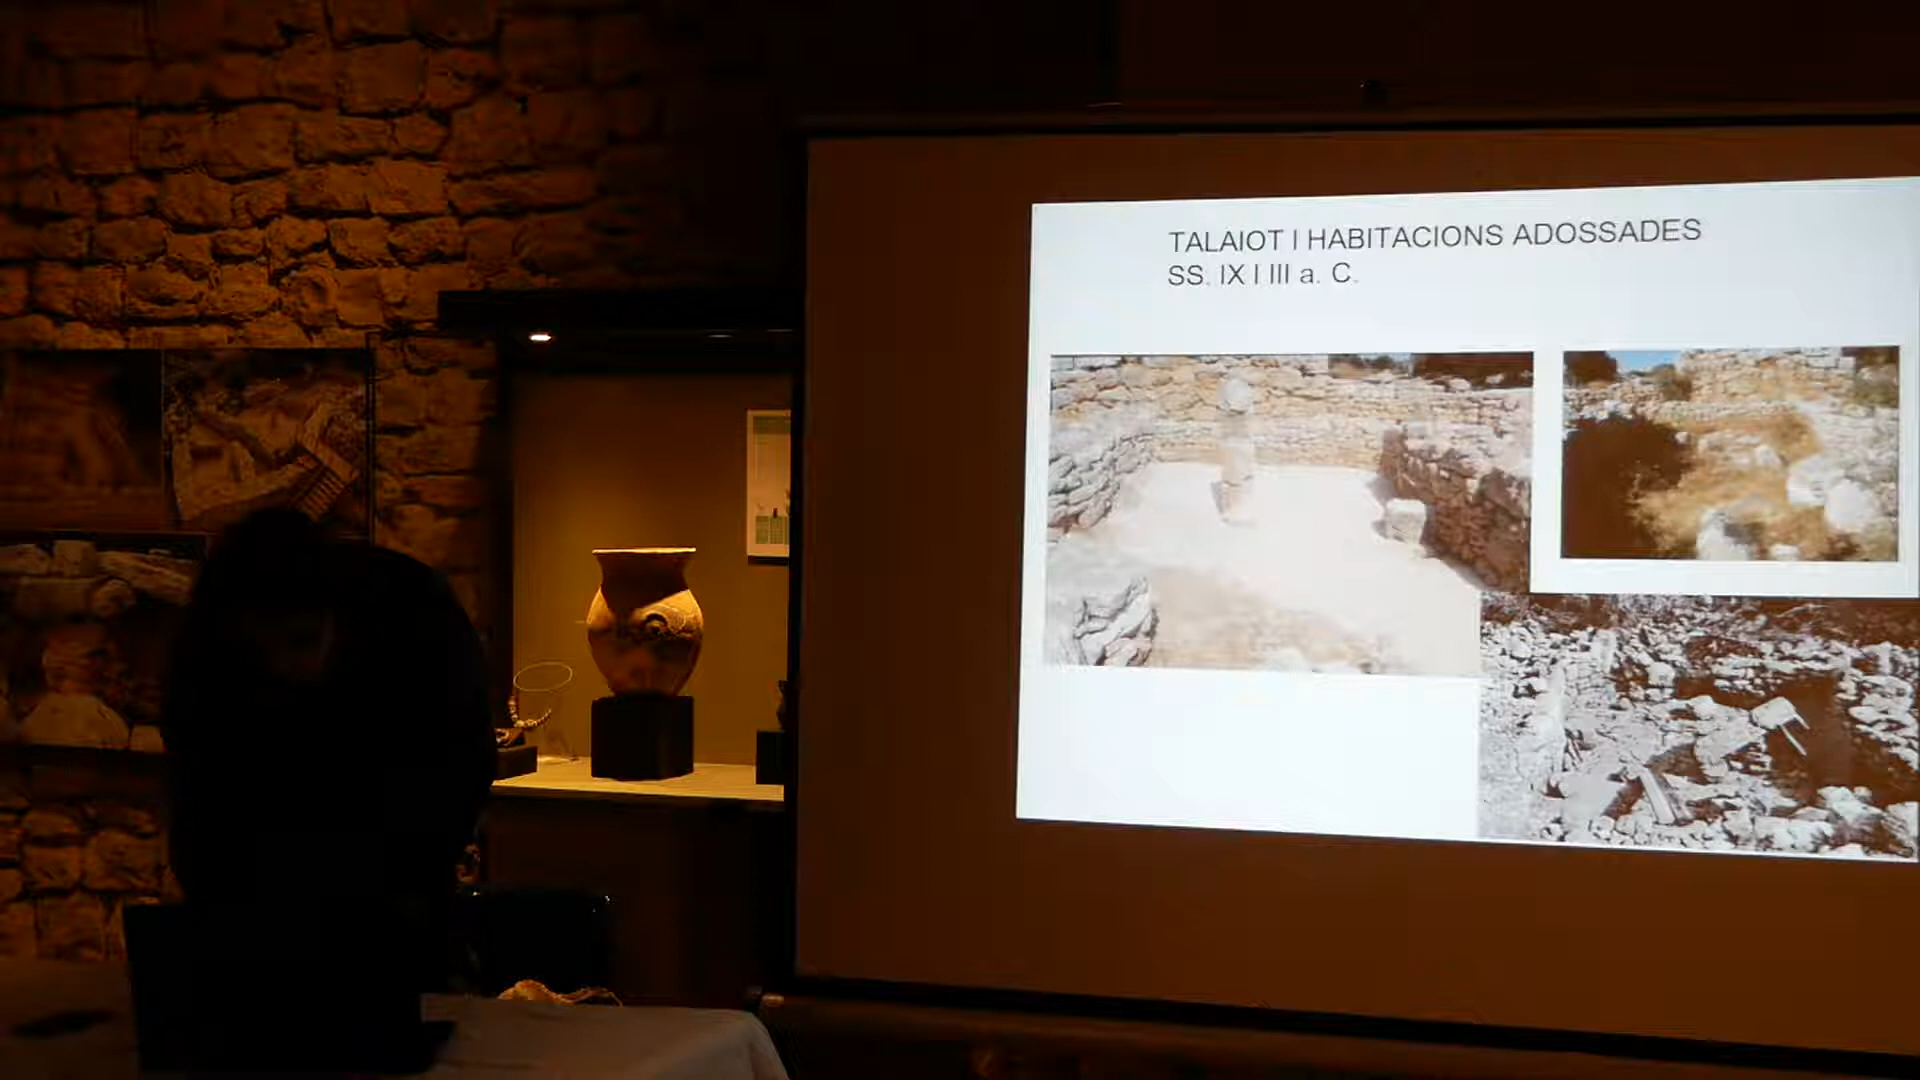 TALAIOT I HABITACIONS ADOSSADES
SS. IX I III a. C.